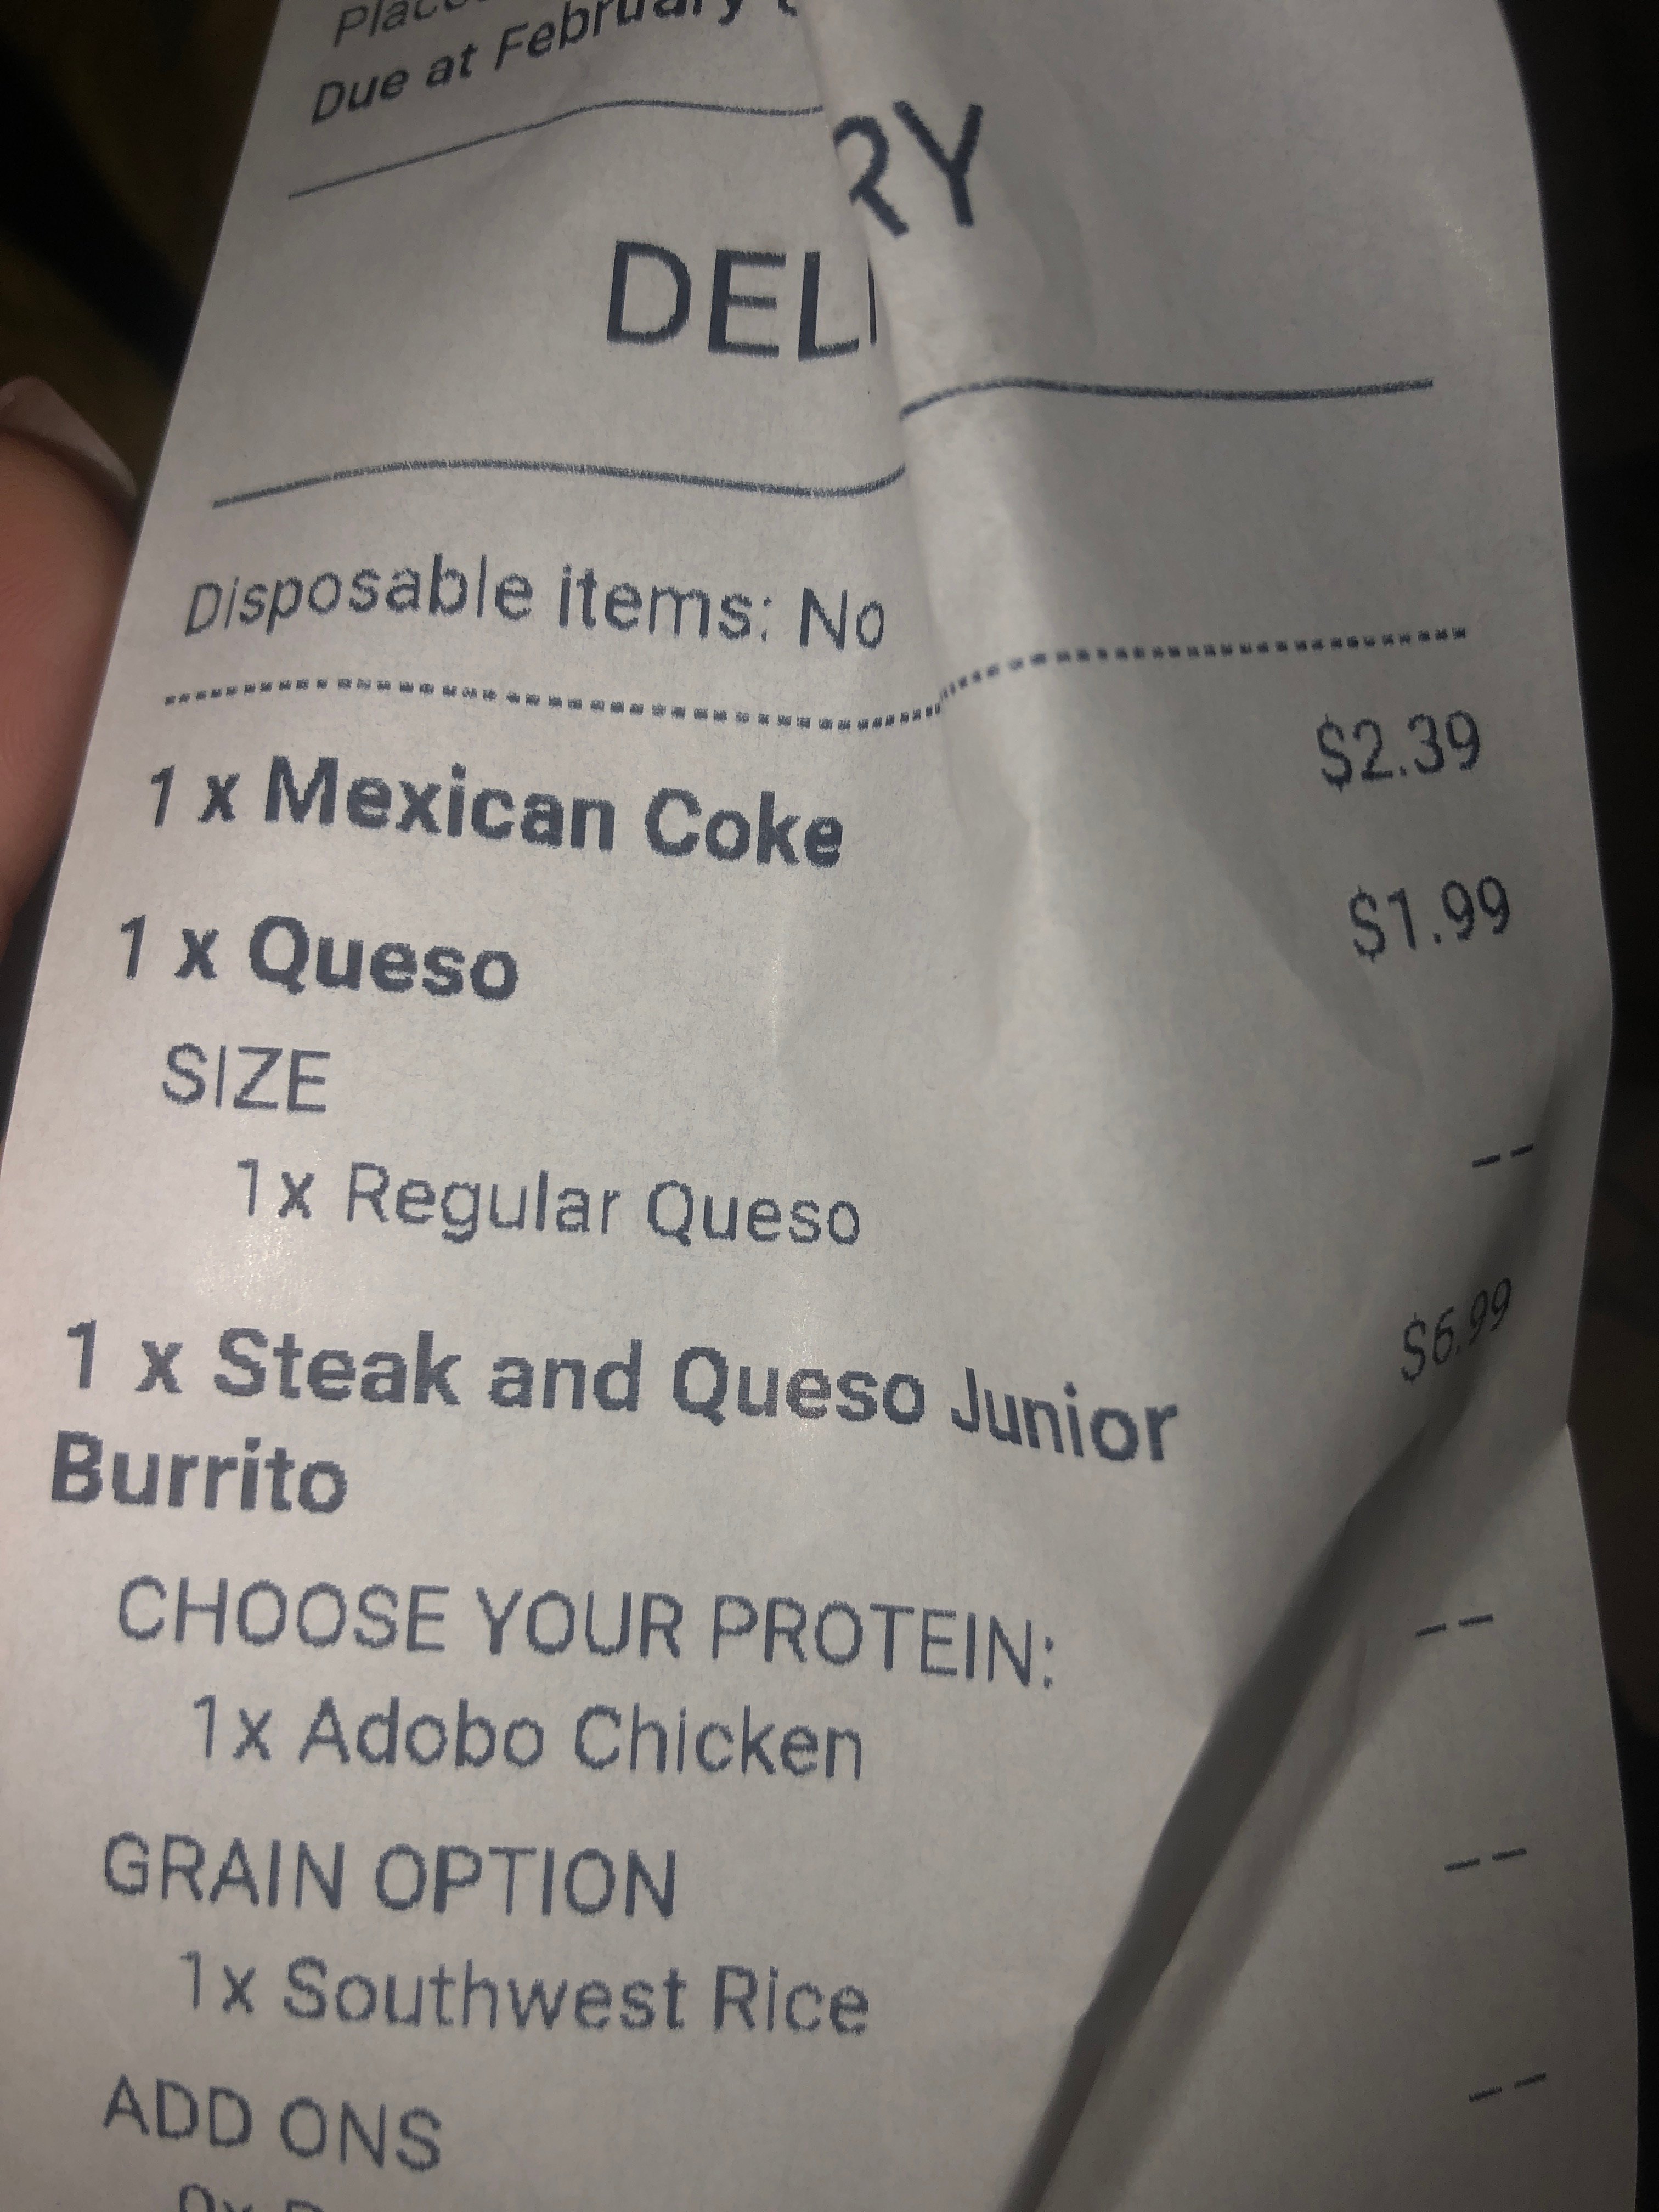 Due at February
DELI RY
Disposable items: No
1 x Mexican Coke $2.39
1 x Queso $1.99
SIZE
1x Regular Queso --
1 x Steak and Queso Junior $6.99
Burrito
CHOOSE YOUR PROTEIN:
1x Adobo Chicken --
GRAIN OPTION
1x Southwest Rice --
ADD ONS
--